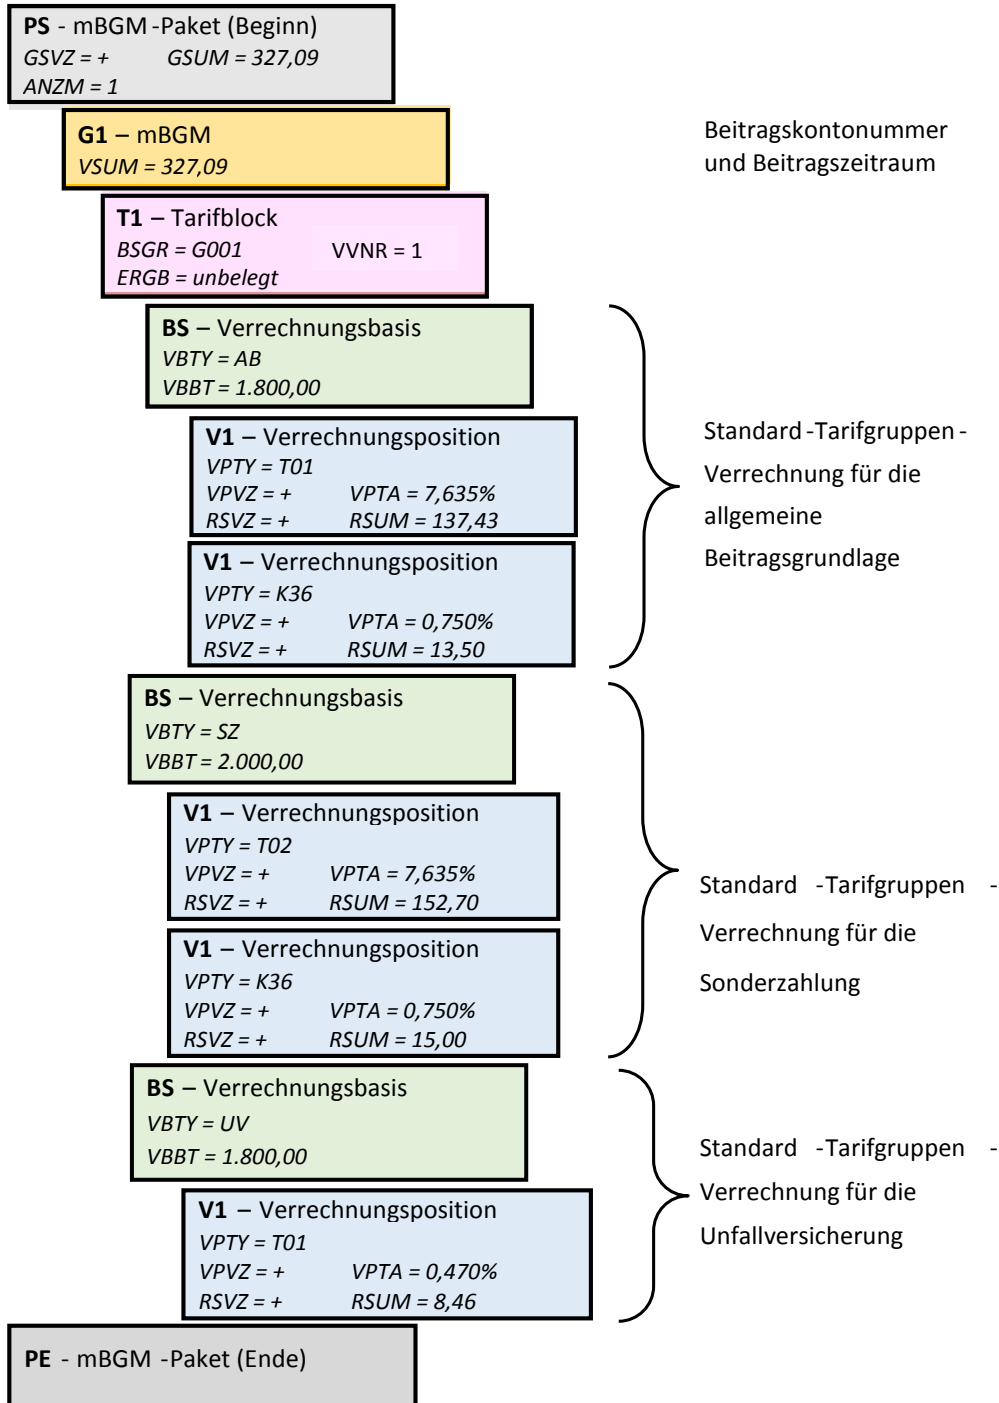 PS - mBGM -Paket (Beginn)
GSVZ = + GSUM = 327,09
ANZM = 1
G1 – mBGM
VSUM = 327,09
Beitragskontonummer
und Beitragszeitraum
T1 – Tarifblock
BSGR = G001 VVNR = 1
ERGB = unbelegt
BS – Verrechnungsbasis
VBTY = AB
VBBT = 1.800,00
V1 – Verrechnungsposition
VPTY = T01
VPVZ = + VPTA = 7,635%
RSVZ = + RSUM = 137,43
V1 – Verrechnungsposition
VPTY = K36
VPVZ = + VPTA = 0,750%
RSVZ = + RSUM = 13,50
Standard -Tarifgruppen -
Verrechnung für die
allgemeine
Beitragsgrundlage
BS – Verrechnungsbasis
VBTY = SZ
VBBT = 2.000,00
V1 – Verrechnungsposition
VPTY = T02
VPVZ = + VPTA = 7,635%
RSVZ = + RSUM = 152,70
V1 – Verrechnungsposition
VPTY = K36
VPVZ = + VPTA = 0,750%
RSVZ = + RSUM = 15,00
Standard -Tarifgruppen -
Verrechnung für die
Sonderzahlung
BS – Verrechnungsbasis
VBTY = UV
VBBT = 1.800,00
V1 – Verrechnungsposition
VPTY = T01
VPVZ = + VPTA = 0,470%
RSVZ = + RSUM = 8,46
Standard -Tarifgruppen -
Verrechnung für die
Unfallversicherung
PE - mBGM -Paket (Ende)